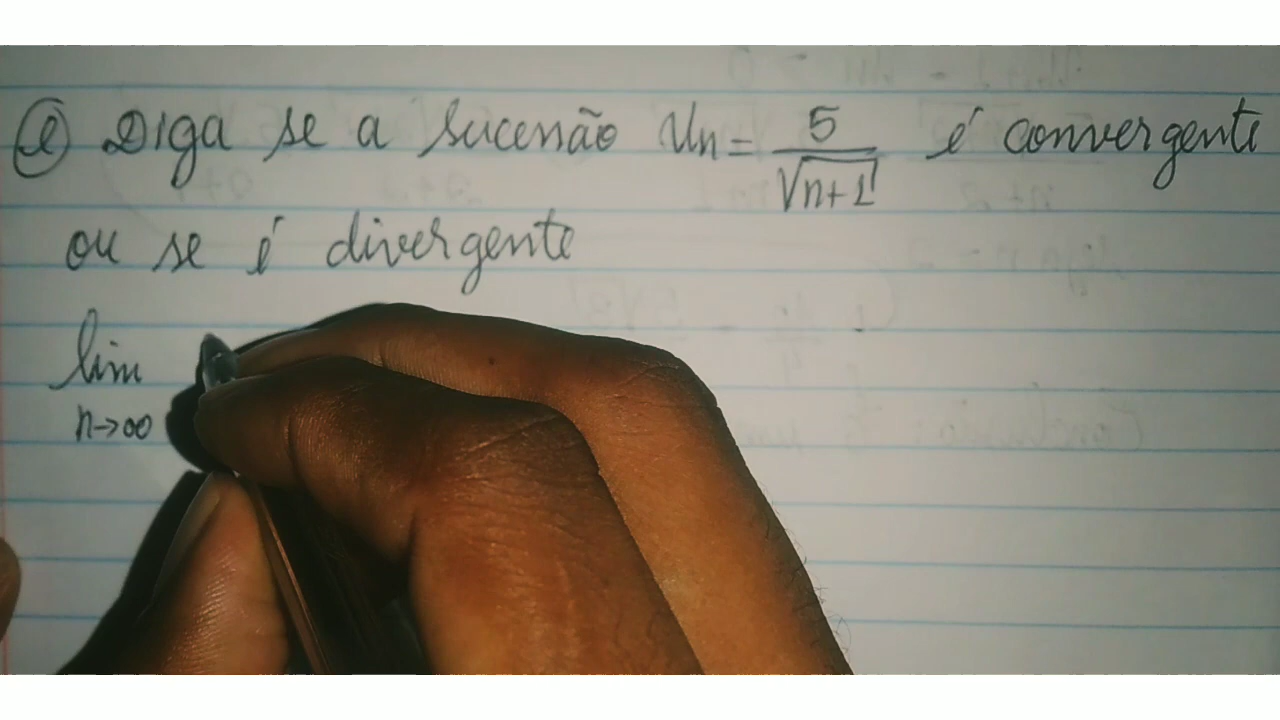 e) Diga se a sucessão Un = 5/√n+1 é convergente
ou se é divergente
lim
n→∞